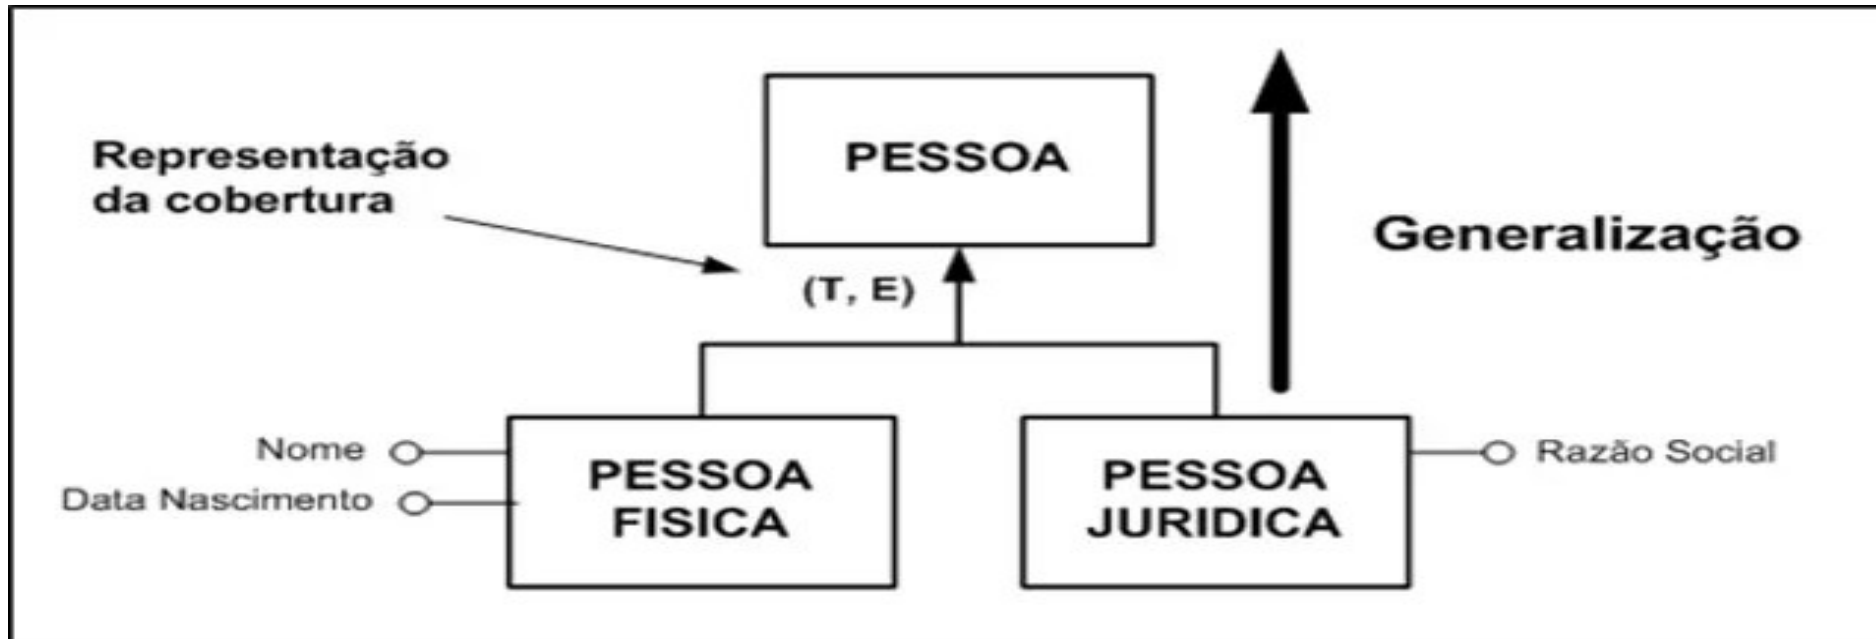 Representação
da cobertura
PESSOA
Generalização
(T, E)
Nome
Data Nascimento
PESSOA
FISICA
PESSOA
JURIDICA
Razão Social